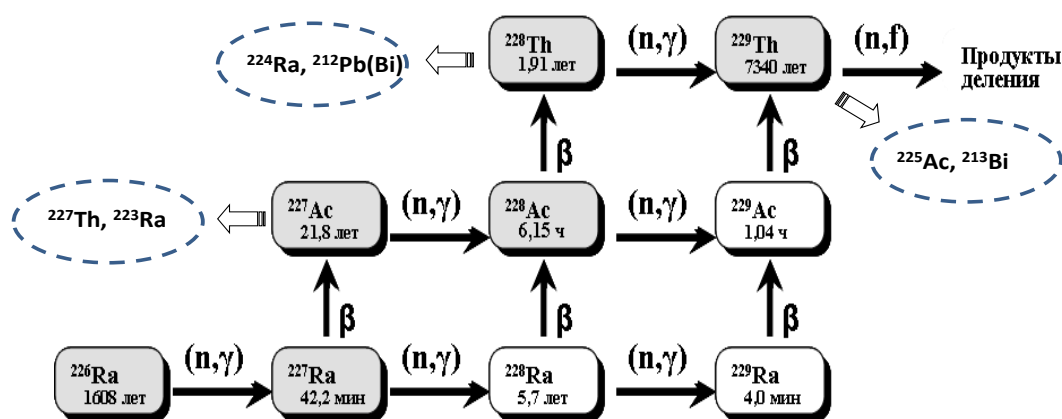 ²²⁴Ra, ²¹²Pb(Bi)
²²⁸Th
1,91 лет
(n,γ)
²²⁹Th
7340 лет
(n,f)
Продукты
деления
β
β
²²⁵Ac, ²¹³Bi
²²⁷Th, ²²³Ra
²²⁷Ac
21,8 лет
(n,γ)
²²⁸Ac
6,15 ч
(n,γ)
²²⁹Ac
1,04 ч
β
β
β
²²⁶Ra
1608 лет
(n,γ)
²²⁷Ra
42,2 мин
(n,γ)
²²⁸Ra
5,7 лет
(n,γ)
²²⁹Ra
4,0 мин